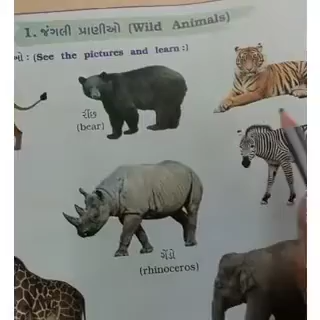 1. જંગલી પ્રાણીઓ (Wild Animals)
(See the pictures and learn :)
રીંછ
(bear)
ગેંડો
(rhinoceros)